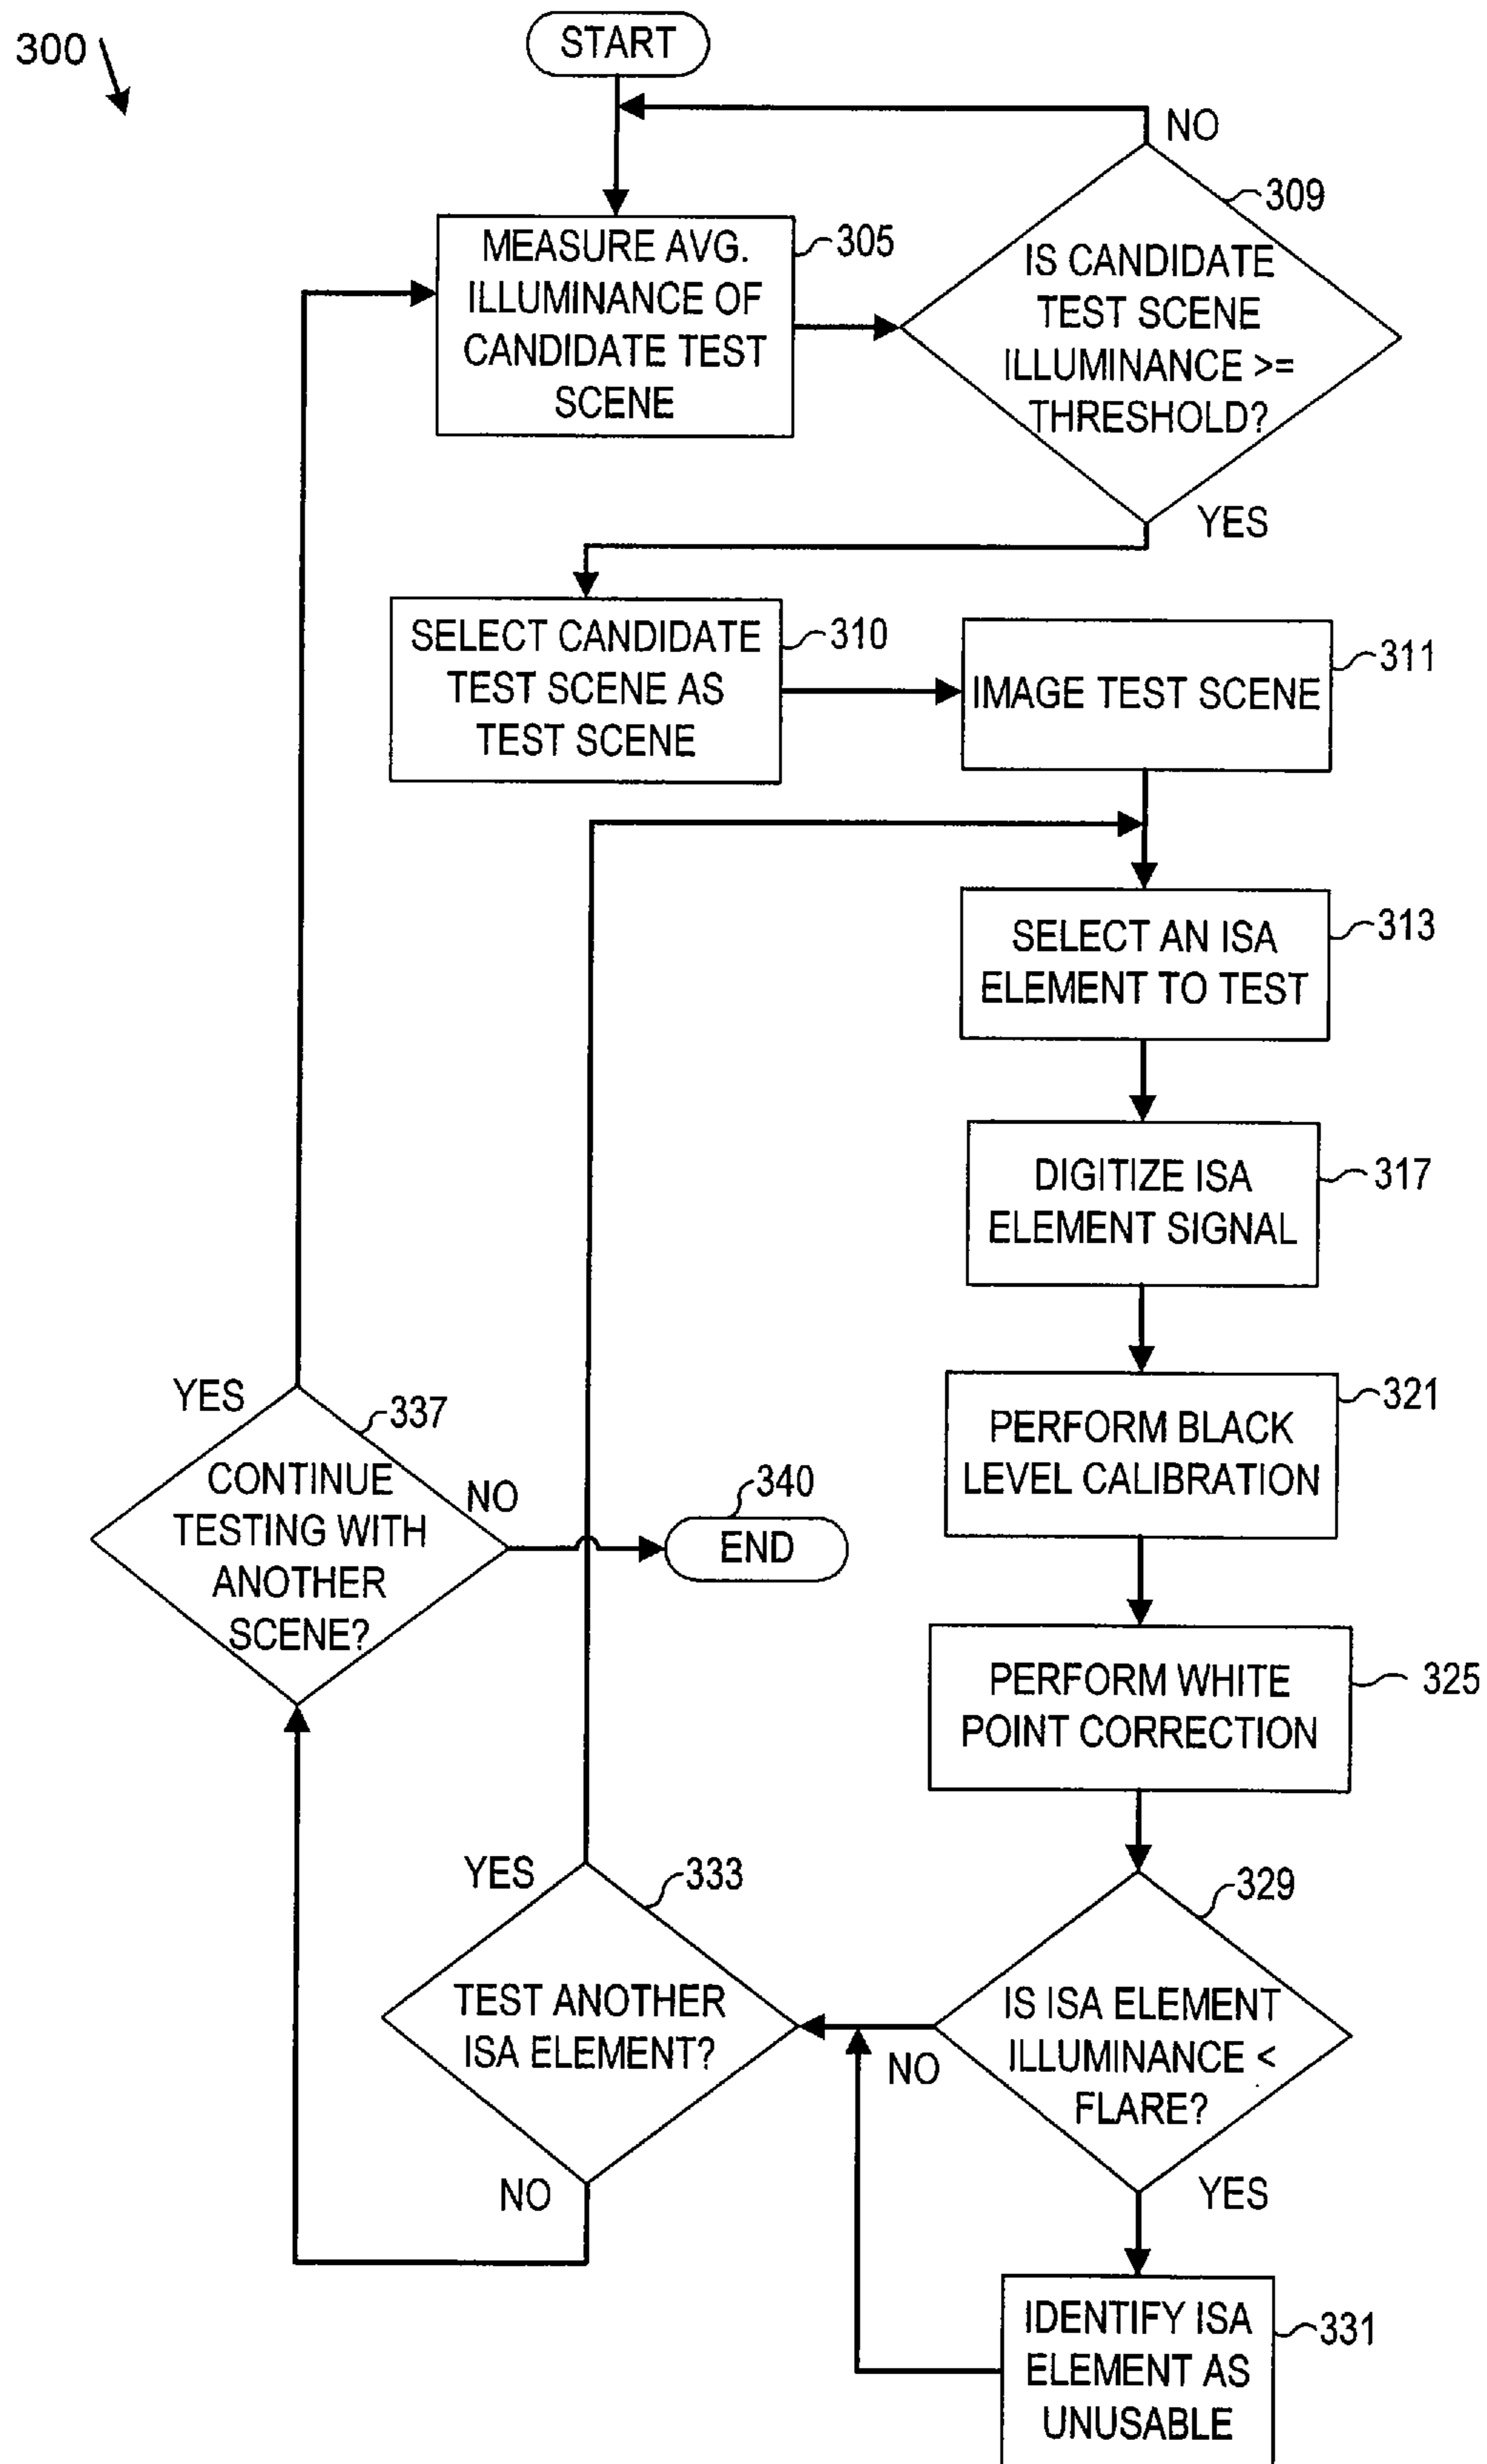 300
START
NO
309
MEASURE AVG.
ILLUMINANCE OF
CANDIDATE TEST
SCENE
305
IS CANDIDATE
TEST SCENE
ILLUMINANCE >=
THRESHOLD?
YES
SELECT CANDIDATE
TEST SCENE AS
TEST SCENE
310
IMAGE TEST SCENE
311
SELECT AN ISA
ELEMENT TO TEST
313
DIGITIZE ISA
ELEMENT SIGNAL
317
PERFORM BLACK
LEVEL CALIBRATION
321
YES
337
CONTINUE
TESTING WITH
ANOTHER
SCENE?
NO
340
END
PERFORM WHITE
POINT CORRECTION
325
YES
333
TEST ANOTHER
ISA ELEMENT?
NO
329
IS ISA ELEMENT
ILLUMINANCE <
FLARE?
NO
YES
IDENTIFY ISA
ELEMENT AS
UNUSABLE
331